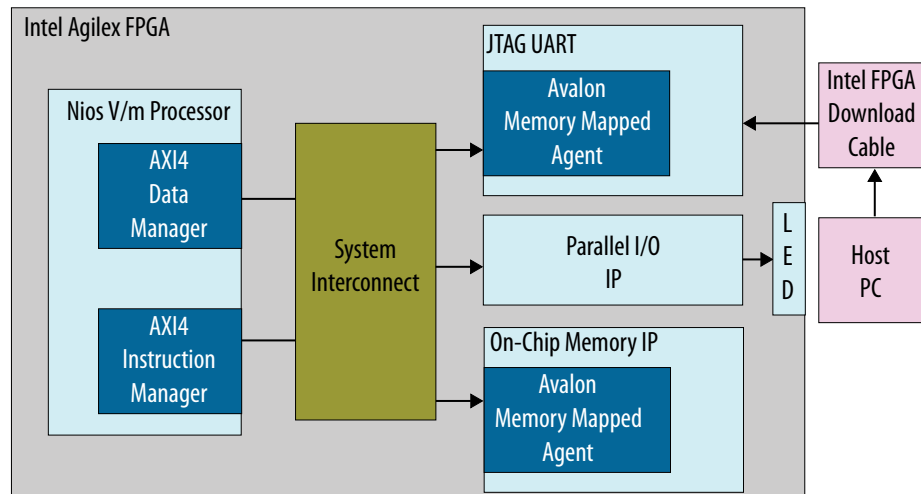 Intel Agilex FPGA
Nios V/m Processor
AXI4
Data
Manager
AXI4
Instruction
Manager
System
Interconnect
JTAG UART
Avalon
Memory Mapped
Agent
Parallel I/O
IP
L
E
D
On-Chip Memory IP
Avalon
Memory Mapped
Agent
Intel FPGA
Download
Cable
Host
PC